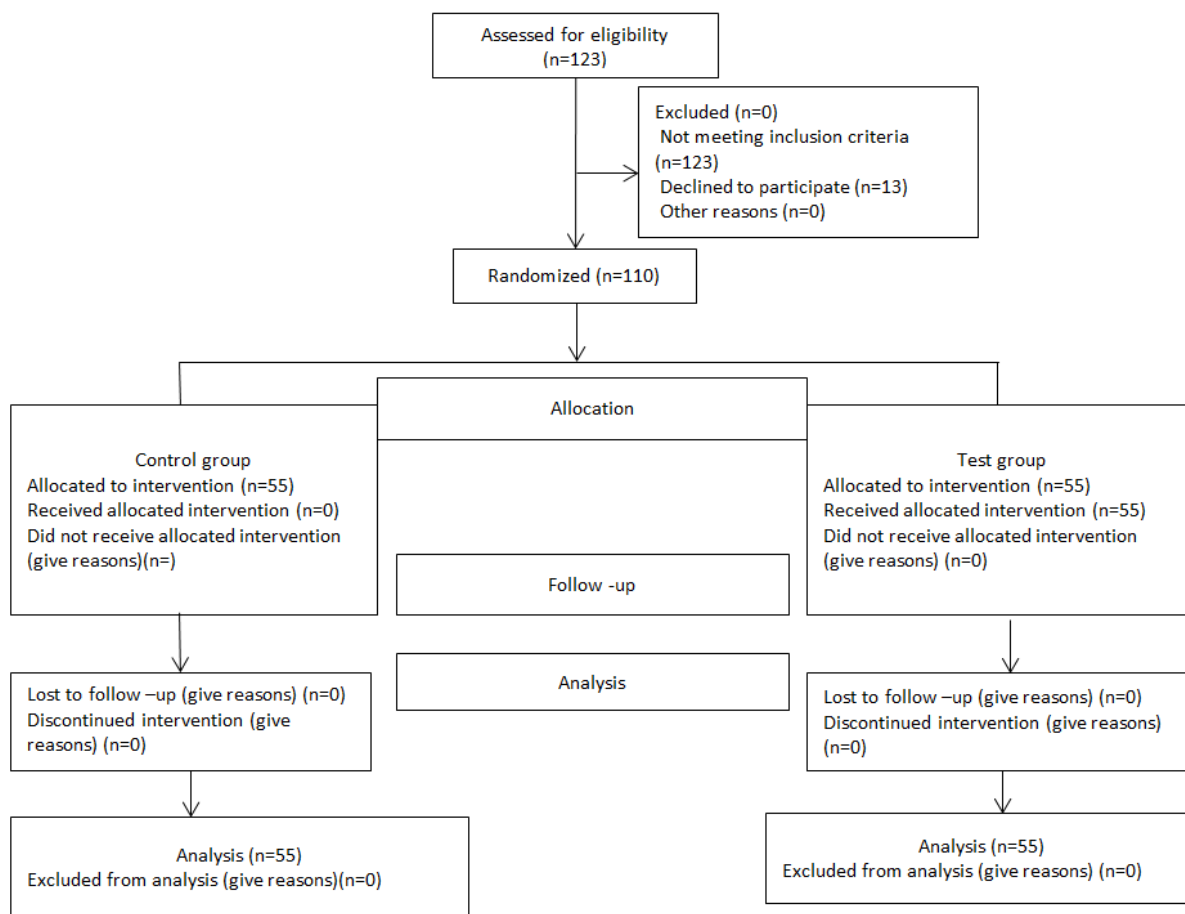 Assessed for eligibility
(n=123)
Excluded (n=0)
Not meeting inclusion criteria
(n=123)
Declined to participate (n=13)
Other reasons (n=0)
Randomized (n=110)
Allocation
Control group
Allocated to intervention (n=55)
Received allocated intervention (n=0)
Did not receive allocated intervention
(give reasons)(n=)
Test group
Allocated to intervention (n=55)
Received allocated intervention (n=55)
Did not receive allocated intervention
(give reasons) (n=0)
Follow -up
Analysis
Lost to follow –up (give reasons) (n=0)
Discontinued intervention (give
reasons) (n=0)
Lost to follow –up (give reasons) (n=0)
Discontinued intervention (give reasons)
(n=0)
Analysis (n=55)
Excluded from analysis (give reasons)(n=0)
Analysis (n=55)
Excluded from analysis (give reasons) (n=0)